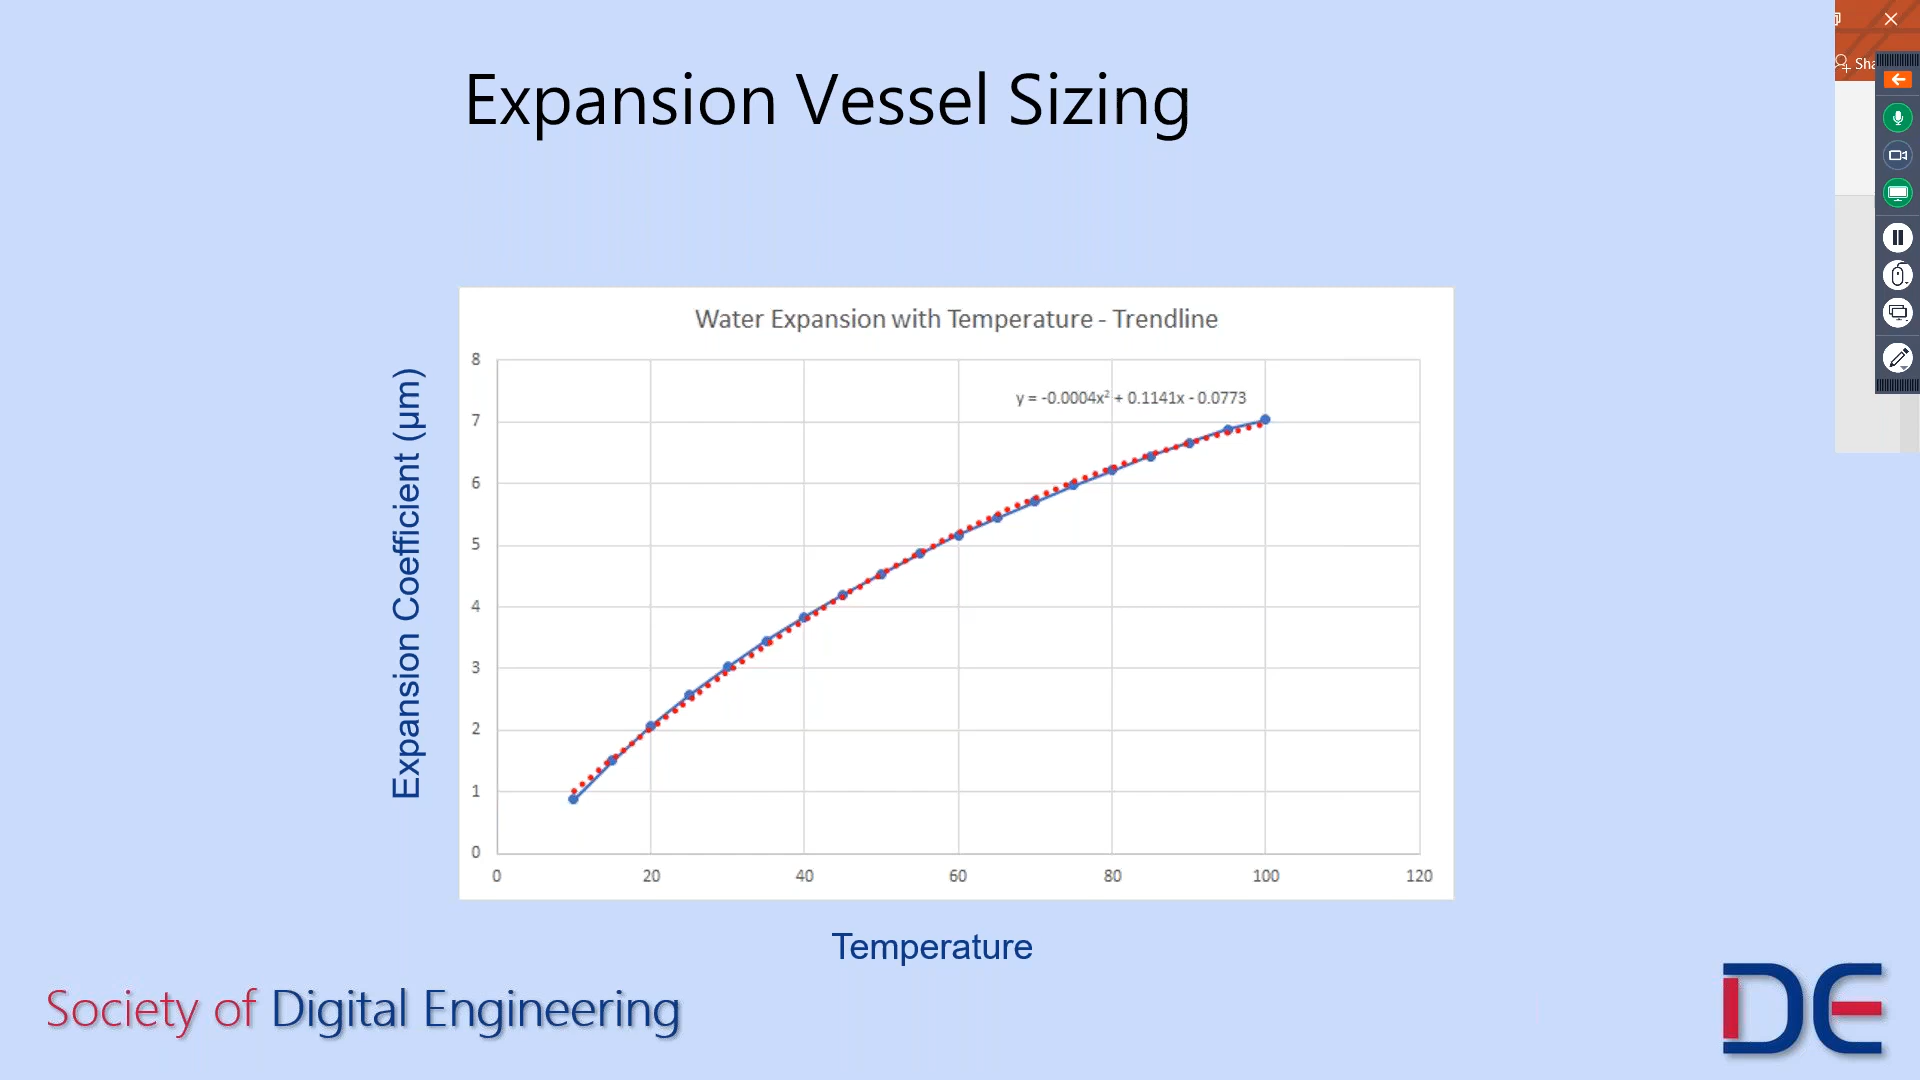 Expansion Vessel Sizing
Sha
Water Expansion with Temperature - Trendline
y = -0.0004x² + 0.1141x - 0.0773
Expansion Coefficient (µm)
8
7
6
5
4
3
2
1
0
0 20 40 60 80 100 120
Temperature
Society of Digital Engineering
DE